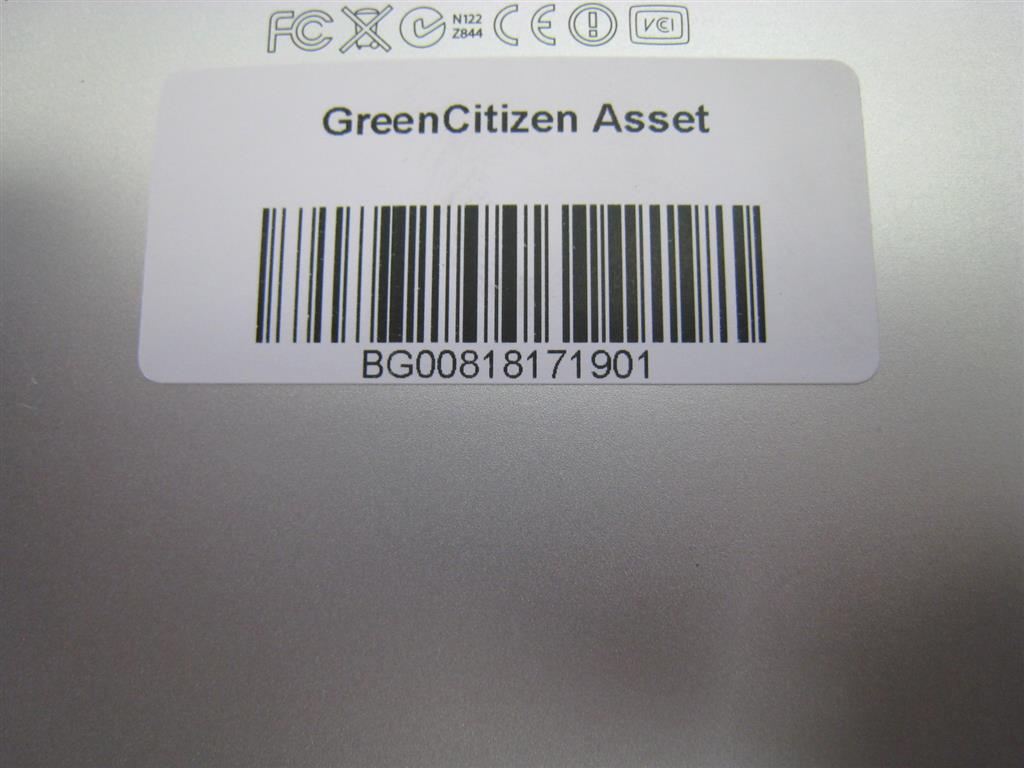 FC N122 CE VCI
Z844
GreenCitizen Asset
BG00818171901